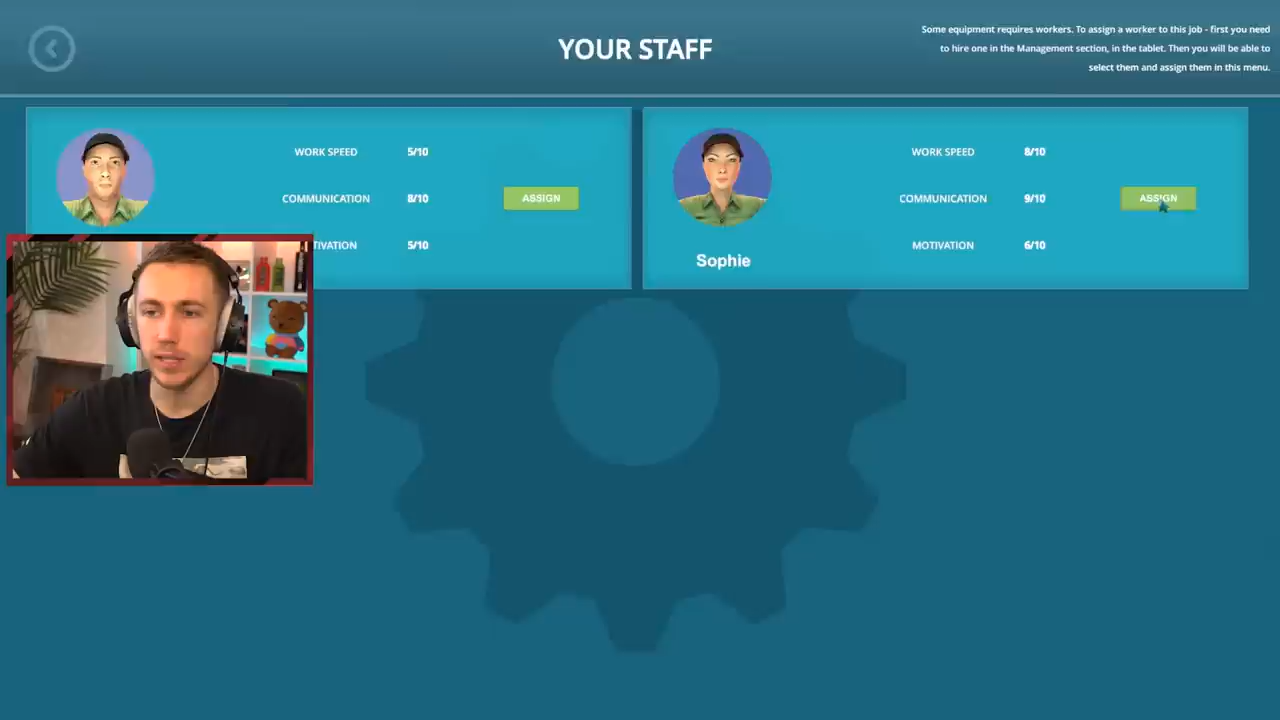 YOUR STAFF
Some equipment requires workers. To assign a worker to this job - first you need
to hire one in the Management section, in the tablet. Then you will be able to
select them and assign them in this menu.
WORK SPEED 5/10
COMMUNICATION 8/10
ASSIGN
TIVATION 5/10
WORK SPEED 8/10
COMMUNICATION 9/10
ASSIGN
MOTIVATION 6/10
Sophie